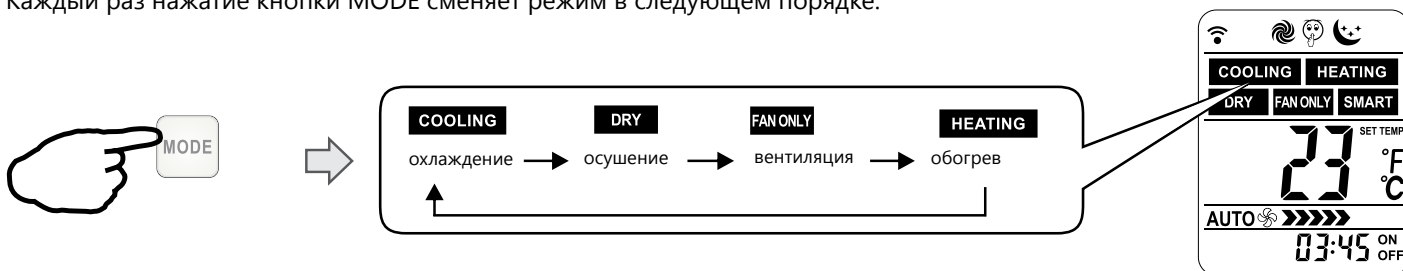 Каждый раз нажатие кнопки MODE сменяет режим в следующем порядке:
MODE
COOLING DRY FAN ONLY HEATING
охлаждение осушение вентиляция обогрев
COOLING HEATING
DRY FAN ONLY SMART
SET TEMP
23 °F
°C
AUTO
03:45 ON
OFF